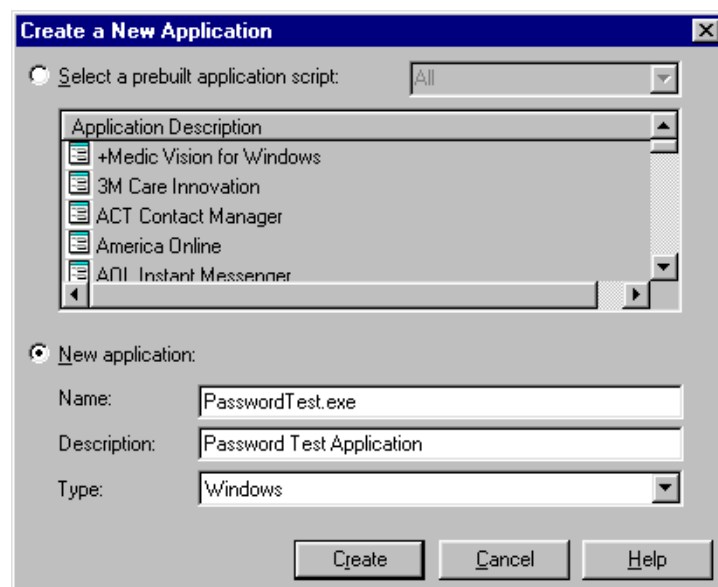 Create a New Application
Select a prebuilt application script: All
Application Description
+Medic Vision for Windows
3M Care Innovation
ACT Contact Manager
America Online
AOL Instant Messenger
New application:
Name: PasswordTest.exe
Description: Password Test Application
Type: Windows
Create Cancel Help